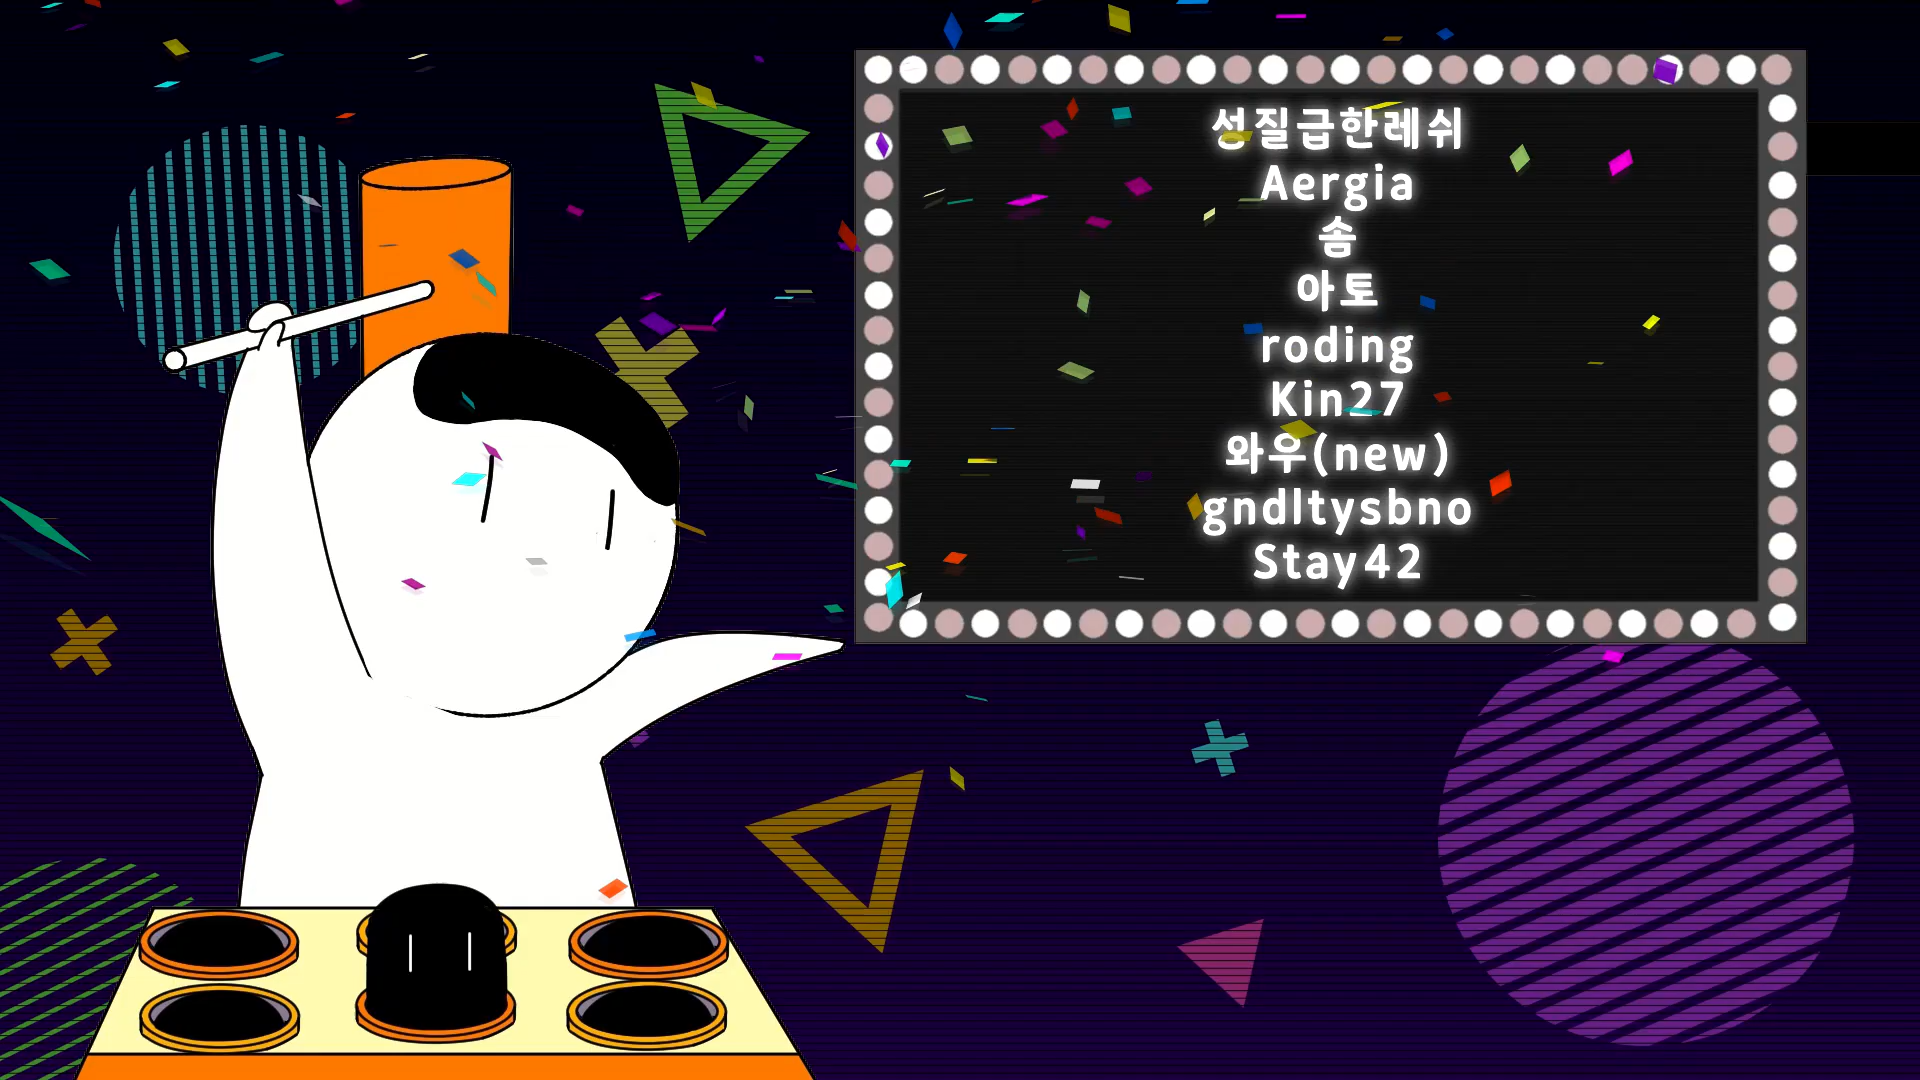 성질급한레쉬
Aergia
솜
아토
roding
Kin27
와우(new)
gndltysbno
Stay42